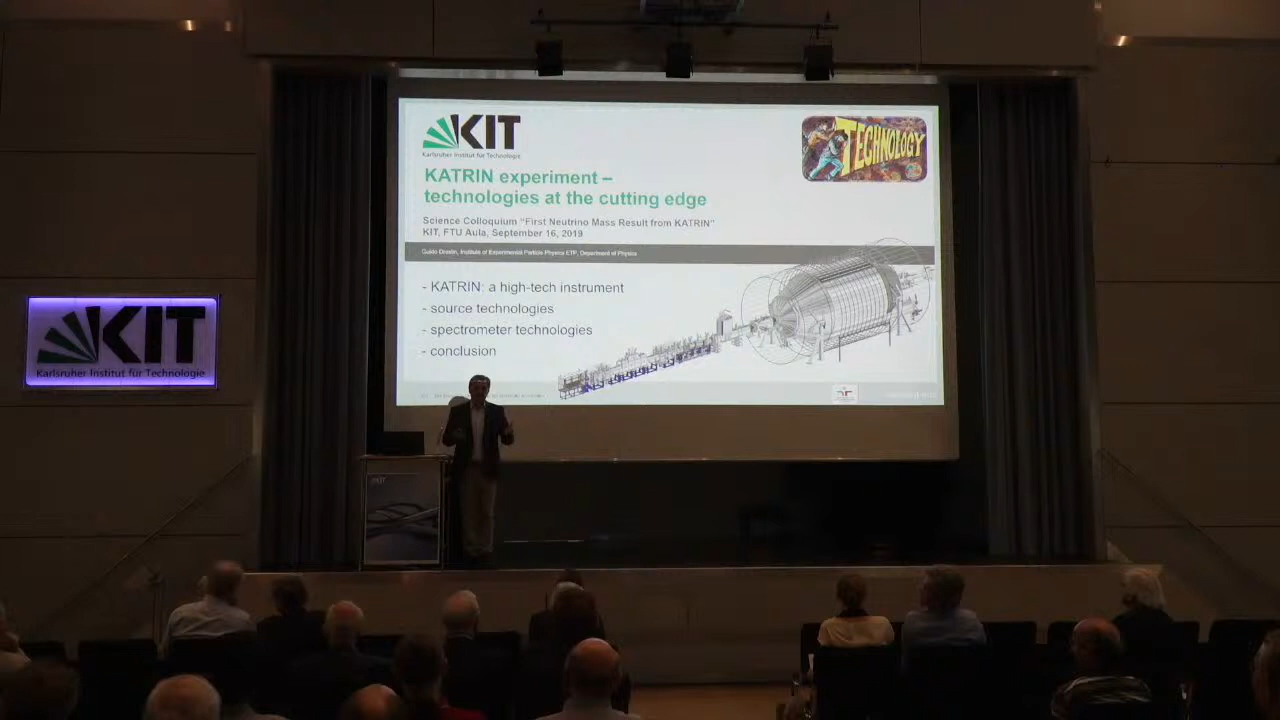 KIT
Karlsruher Institut für Technologie
TECHNOLOGY
KATRIN experiment –
technologies at the cutting edge
Science Colloquium "First Neutrino Mass Result from KATRIN"
KIT, FTU Aula, September 16, 2019
Guido Drexlin, Institute of Experimental Particle Physics ETP, Department of Physics
- KATRIN: a high-tech instrument
- source technologies
- spectrometer technologies
- conclusion
KIT
Karlsruher Institut für Technologie
KIT